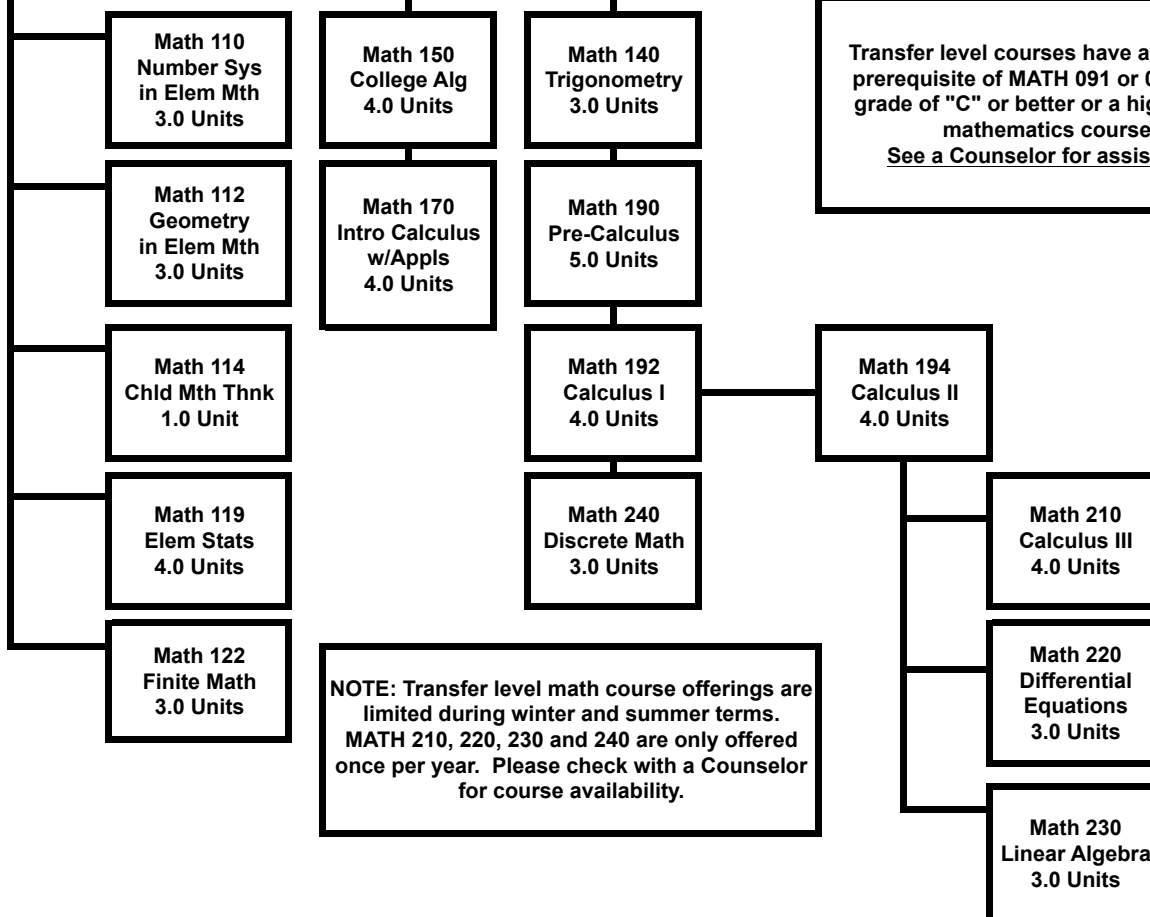 Math 110
Number Sys
in Elem Mth
3.0 Units
Math 150
College Alg
4.0 Units
Math 140
Trigonometry
3.0 Units
Transfer level courses have a
prerequisite of MATH 091 or
grade of "C" or better or a
mathematics course
See a Counselor for
Math 112
Geometry
in Elem Mth
3.0 Units
Math 170
Intro Calculus
w/Appls
4.0 Units
Math 190
Pre-Calculus
5.0 Units
Math 114
Chld Mth Thnk
1.0 Unit
Math 192
Calculus I
4.0 Units
Math 194
Calculus II
4.0 Units
Math 119
Elem Stats
4.0 Units
Math 240
Discrete Math
3.0 Units
Math 210
Calculus III
4.0 Units
Math 122
Finite Math
3.0 Units
NOTE: Transfer level math course offerings are
limited during winter and summer terms.
MATH 210, 220, 230 and 240 are only offered
once per year.  Please check with a Counselor
for course availability.
Math 220
Differential
Equations
3.0 Units
Math 230
Linear Algebra
3.0 Units